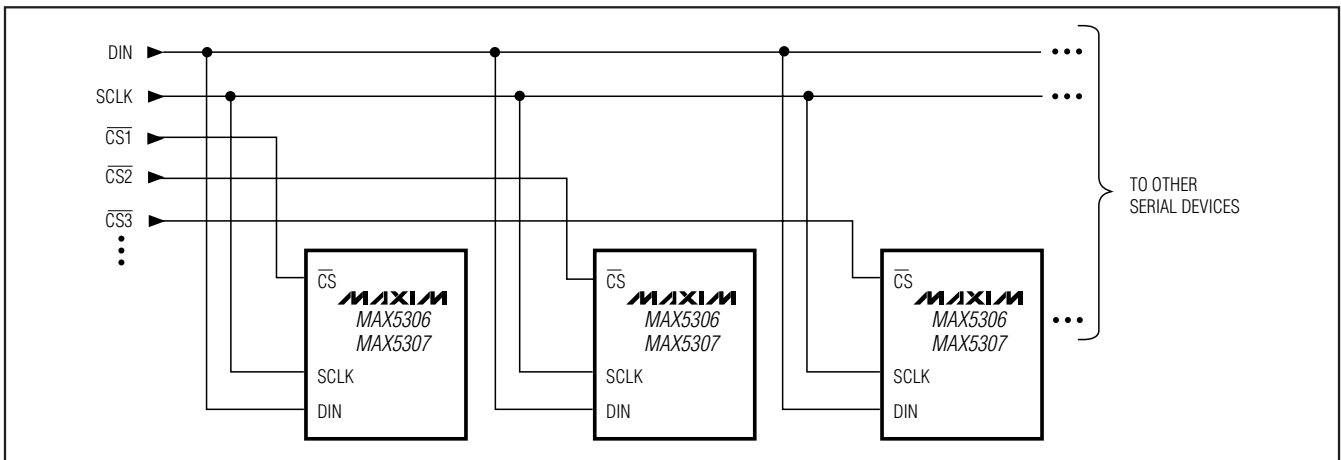 DIN
SCLK
CS1
CS2
CS3
TO OTHER
SERIAL DEVICES
CS
MAXIM
MAX5306
MAX5307
SCLK
DIN
CS
MAXIM
MAX5306
MAX5307
SCLK
DIN
CS
MAXIM
MAX5306
MAX5307
SCLK
DIN